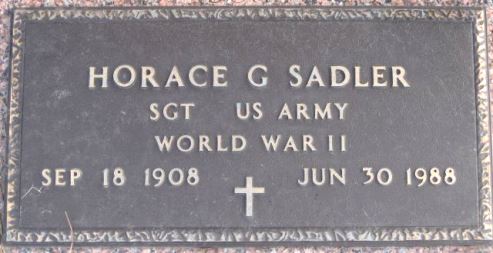 HORACE G SADLER
SGT US ARMY
WORLD WAR II
SEP 18 1908 JUN 30 1988